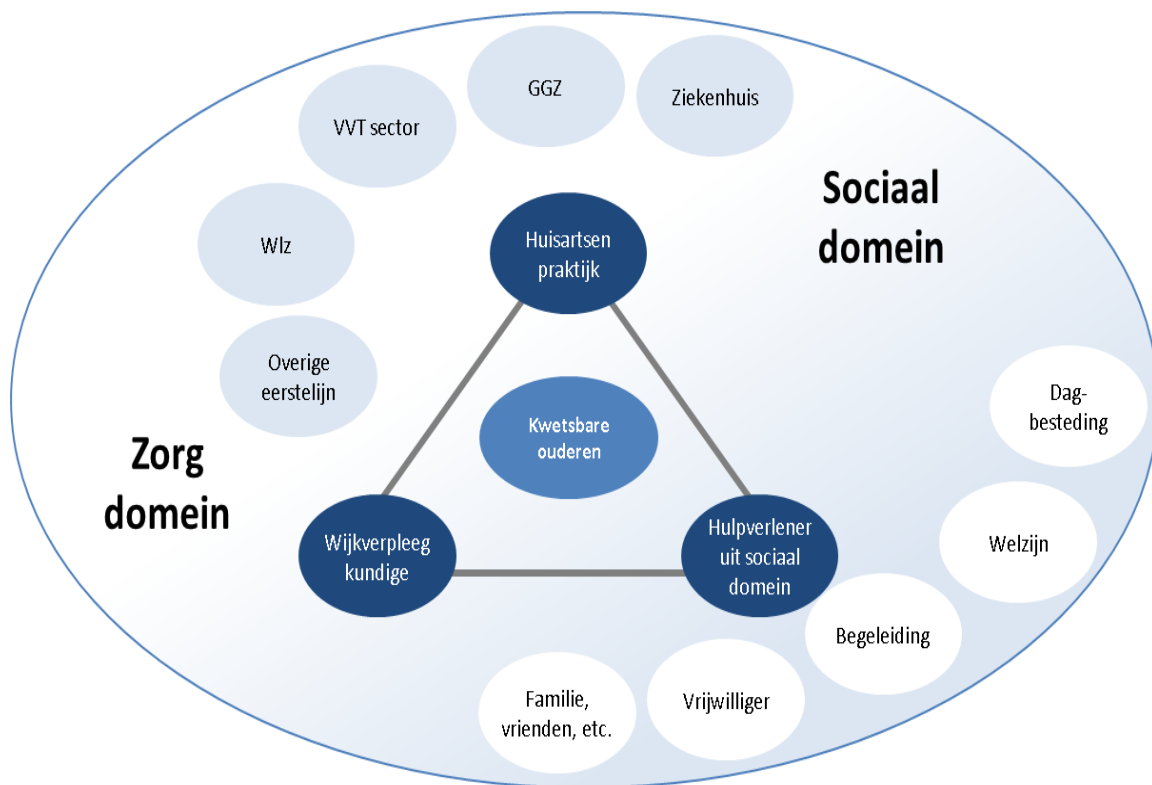 GGZ
Ziekenhuis
VVT sector
Sociaal
domein
Wlz
Huisartsen
praktijk
Overige
eerstelijn
Dag-
besteding
Kwetsbare
ouderen
Zorg
domein
Wijkverpleeg
kundige
Hulpverlener
uit sociaal
domein
Welzijn
Begeleiding
Familie,
vrienden, etc.
Vrijwilliger